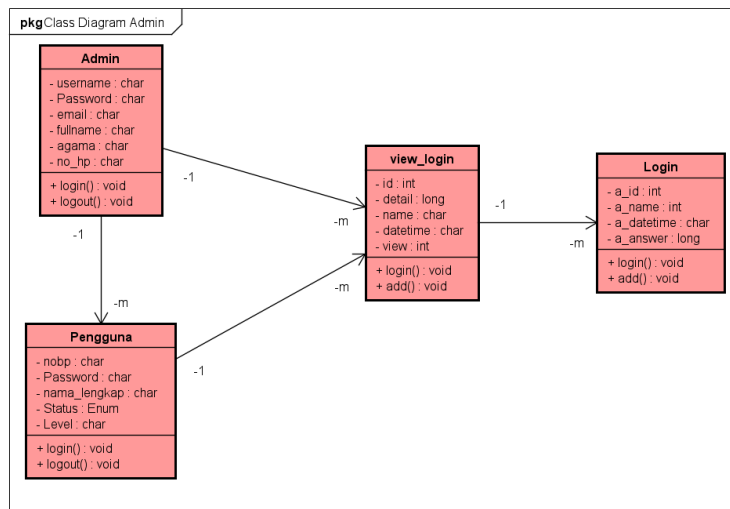 pkg Class Diagram Admin
Admin
- username : char
- Password : char
- email : char
- fullname : char
- agama : char
- no_hp : char
+ login() : void
+ logout() : void
-1
-m
-1
-m
Pengguna
- nobp : char
- Password : char
- nama_lengkap : char
- Status : Enum
- Level : char
+ login() : void
+ logout() : void
-1
-m
view_login
- id : int
- detail : long
- name : char
- datetime : char
- view : int
+ login() : void
+ add() : void
-1
-m
Login
- a_id : int
- a_name : int
- a_datetime : char
- a_answer : long
+ login() : void
+ add() : void